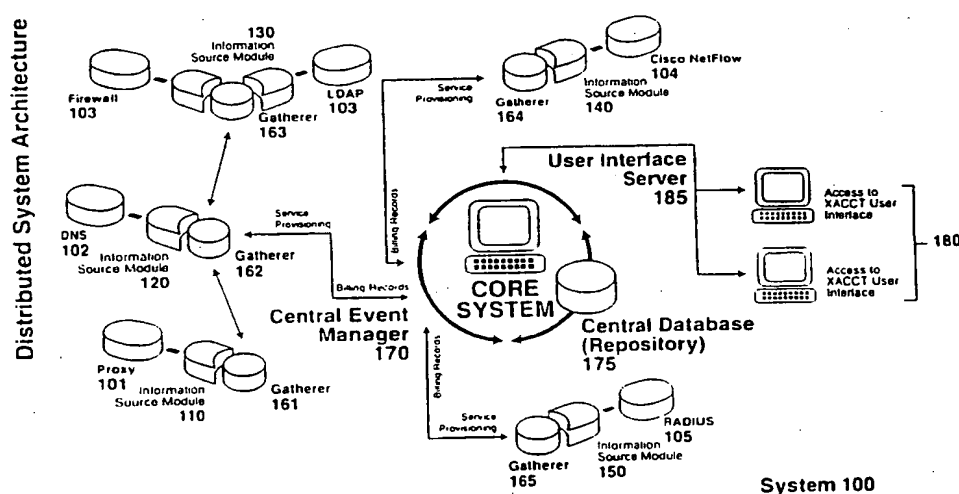 Distributed System Architecture
130
Information
Source Module
Firewall
103
LDAP
103
Gatherer
163
Cisco NetFlow
104
Gatherer
164
Information
Source Module
140
Service
Provisioning
Billing Records
DNS
102
Information
Source Module
120
Gatherer
162
Service
Provisioning
Billing Records
User Interface
Server
185
Access to
XACCT User
Interface
Access to
XACCT User
Interface
180
CORE
SYSTEM
Central Event
Manager
170
Central Database
(Repository)
175
Proxy
101
Information
Source Module
110
Gatherer
161
Billing Records
Service
Provisioning
RADIUS
105
Gatherer
165
Information
Source Module
150
System 100